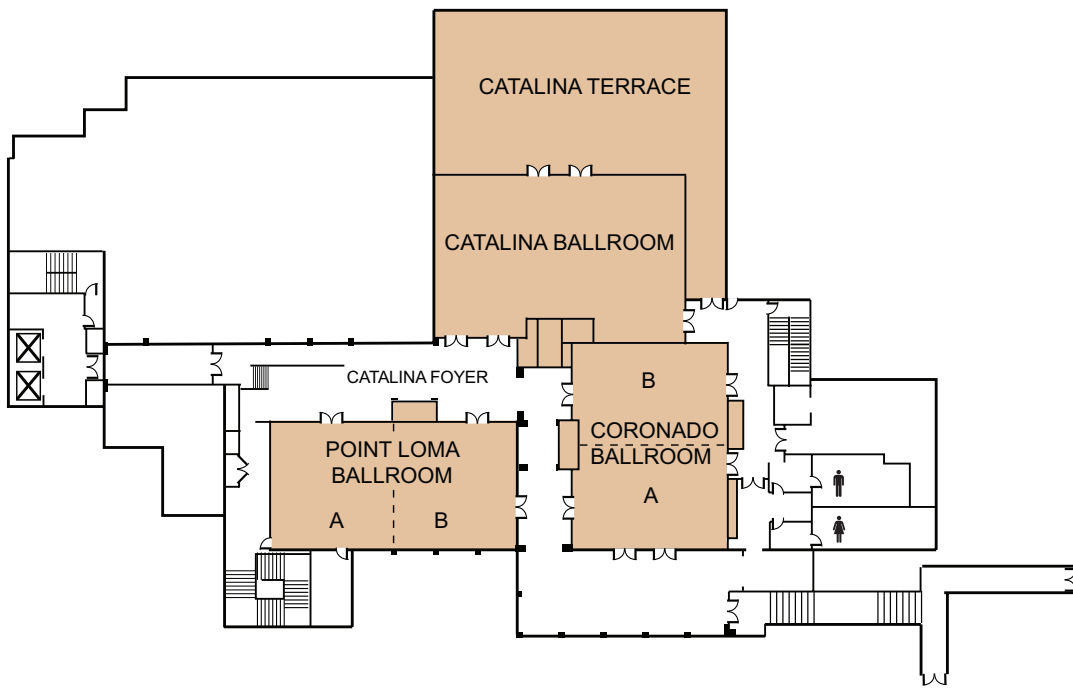 CATALINA TERRACE
CATALINA BALLROOM
CATALINA FOYER
B
CORONADO
BALLROOM
A
POINT LOMA
BALLROOM
A
B